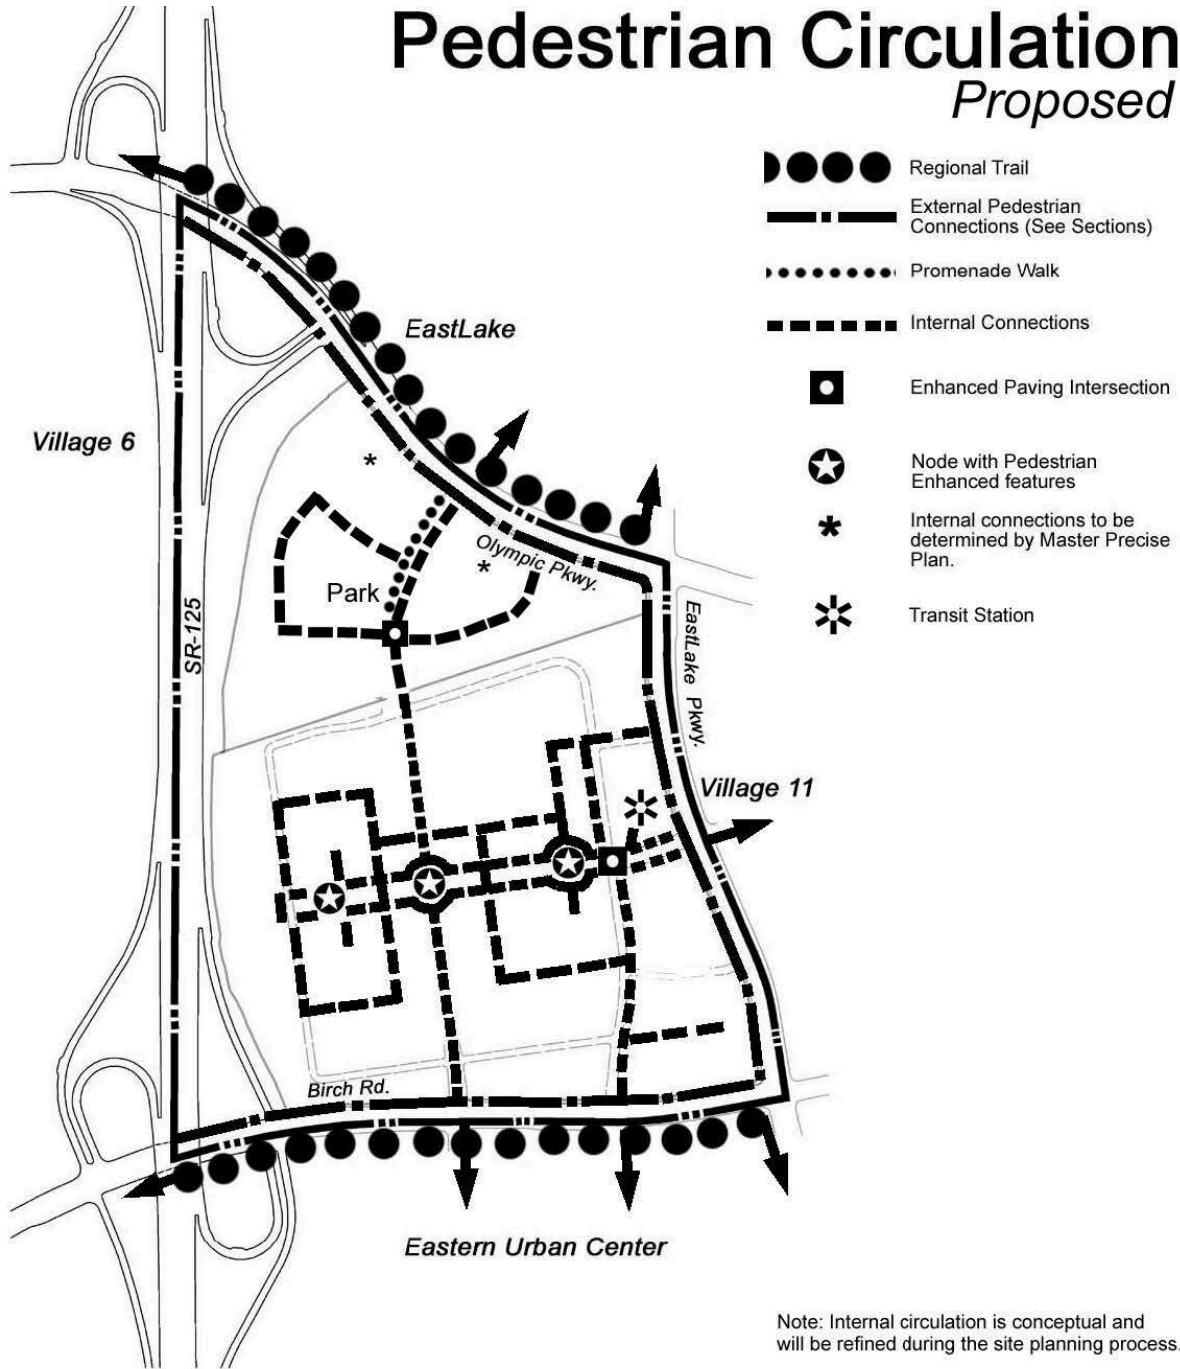 Pedestrian Circulation
Proposed
Regional Trail
External Pedestrian
Connections (See Sections)
Promenade Walk
Internal Connections
Enhanced Paving Intersection
Node with Pedestrian
Enhanced features
Internal connections to be
determined by Master Precise
Plan.
Transit Station
EastLake
Village 6
Olympic Pkwy.
Park
SR-125
EastLake Pkwy.
Village 11
Birch Rd.
Eastern Urban Center
Note: Internal circulation is conceptual and
will be refined during the site planning process.